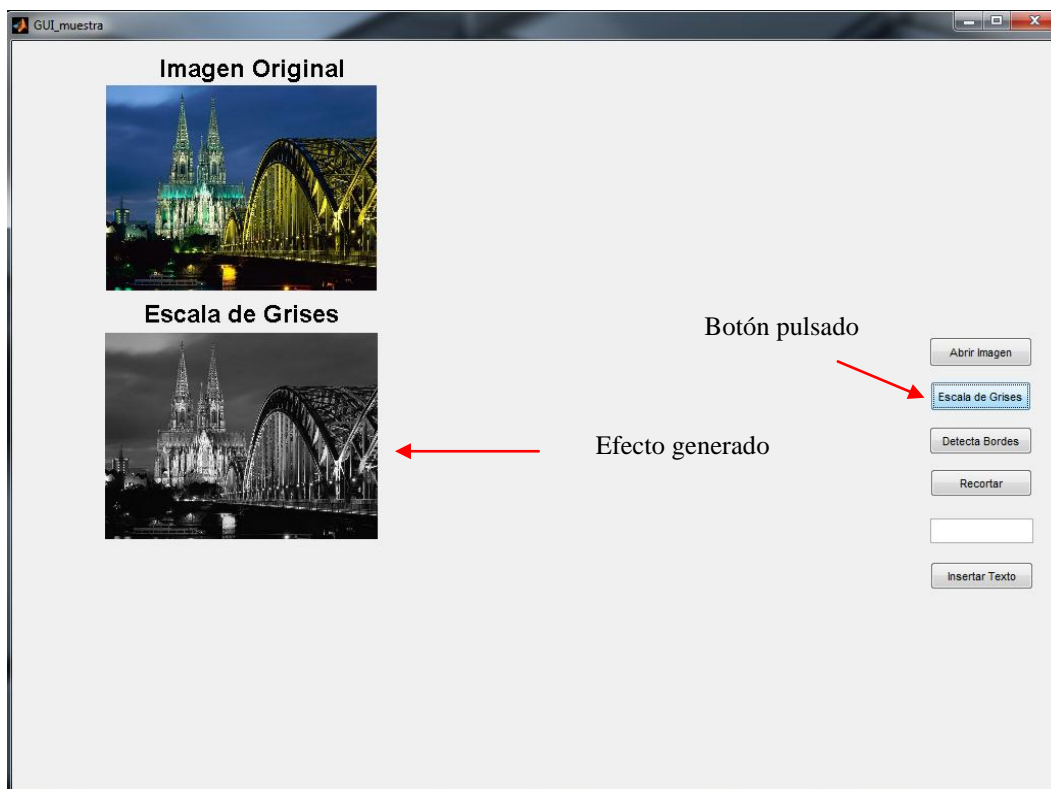 GUI_muestra
Imagen Original
Escala de Grises
Botón pulsado
Abrir Imagen
Escala de Grises
Detecta Bordes
Efecto generado
Recortar
Insertar Texto